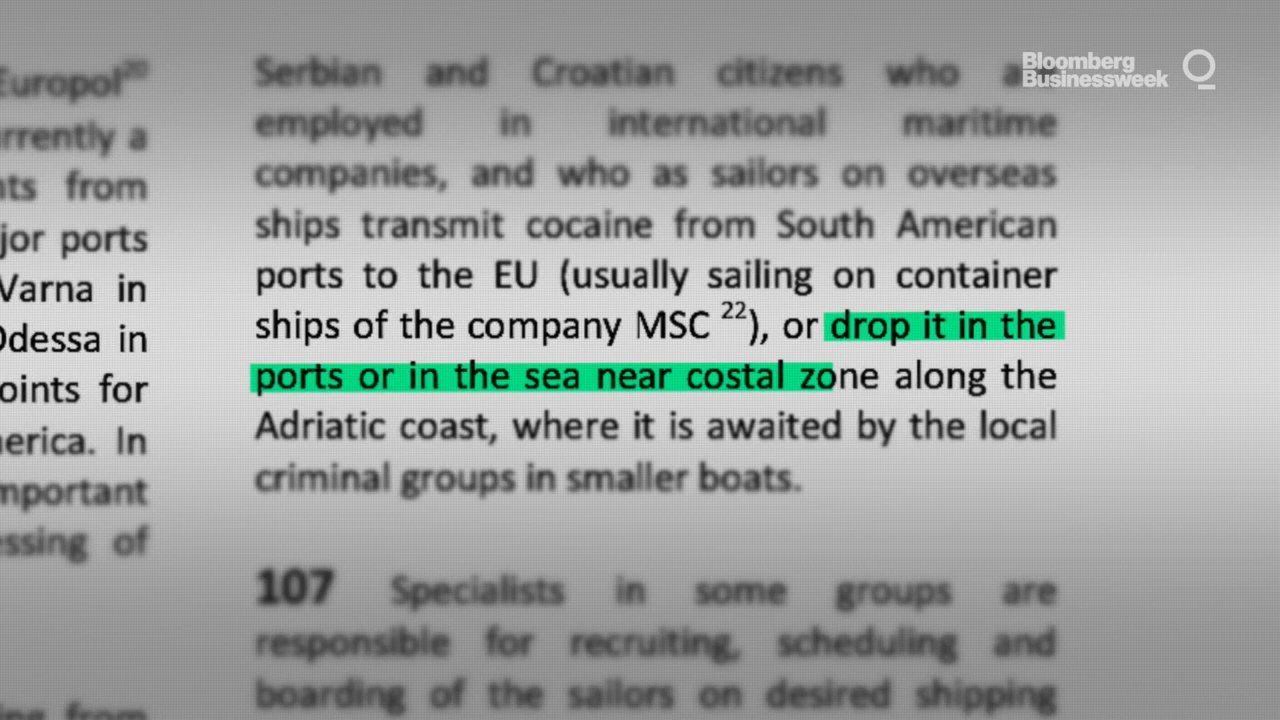 Bloomberg
Businessweek
Europol20
rrently a
nts from
jor ports
Varna in
Odessa in
oints for
erica. In
mportant
essing of
ing from
Serbian and Croatian citizens who a
employed in international maritime
companies, and who as sailors on overseas
ships transmit cocaine from South American
ports to the EU (usually sailing on container
ships of the company MSC 22), or drop it in the
ports or in the sea near costal zone along the
Adriatic coast, where it is awaited by the local
criminal groups in smaller boats.
107 Specialists in some groups are
responsible for recruiting, scheduling and
boarding of the sailors on desired shipping